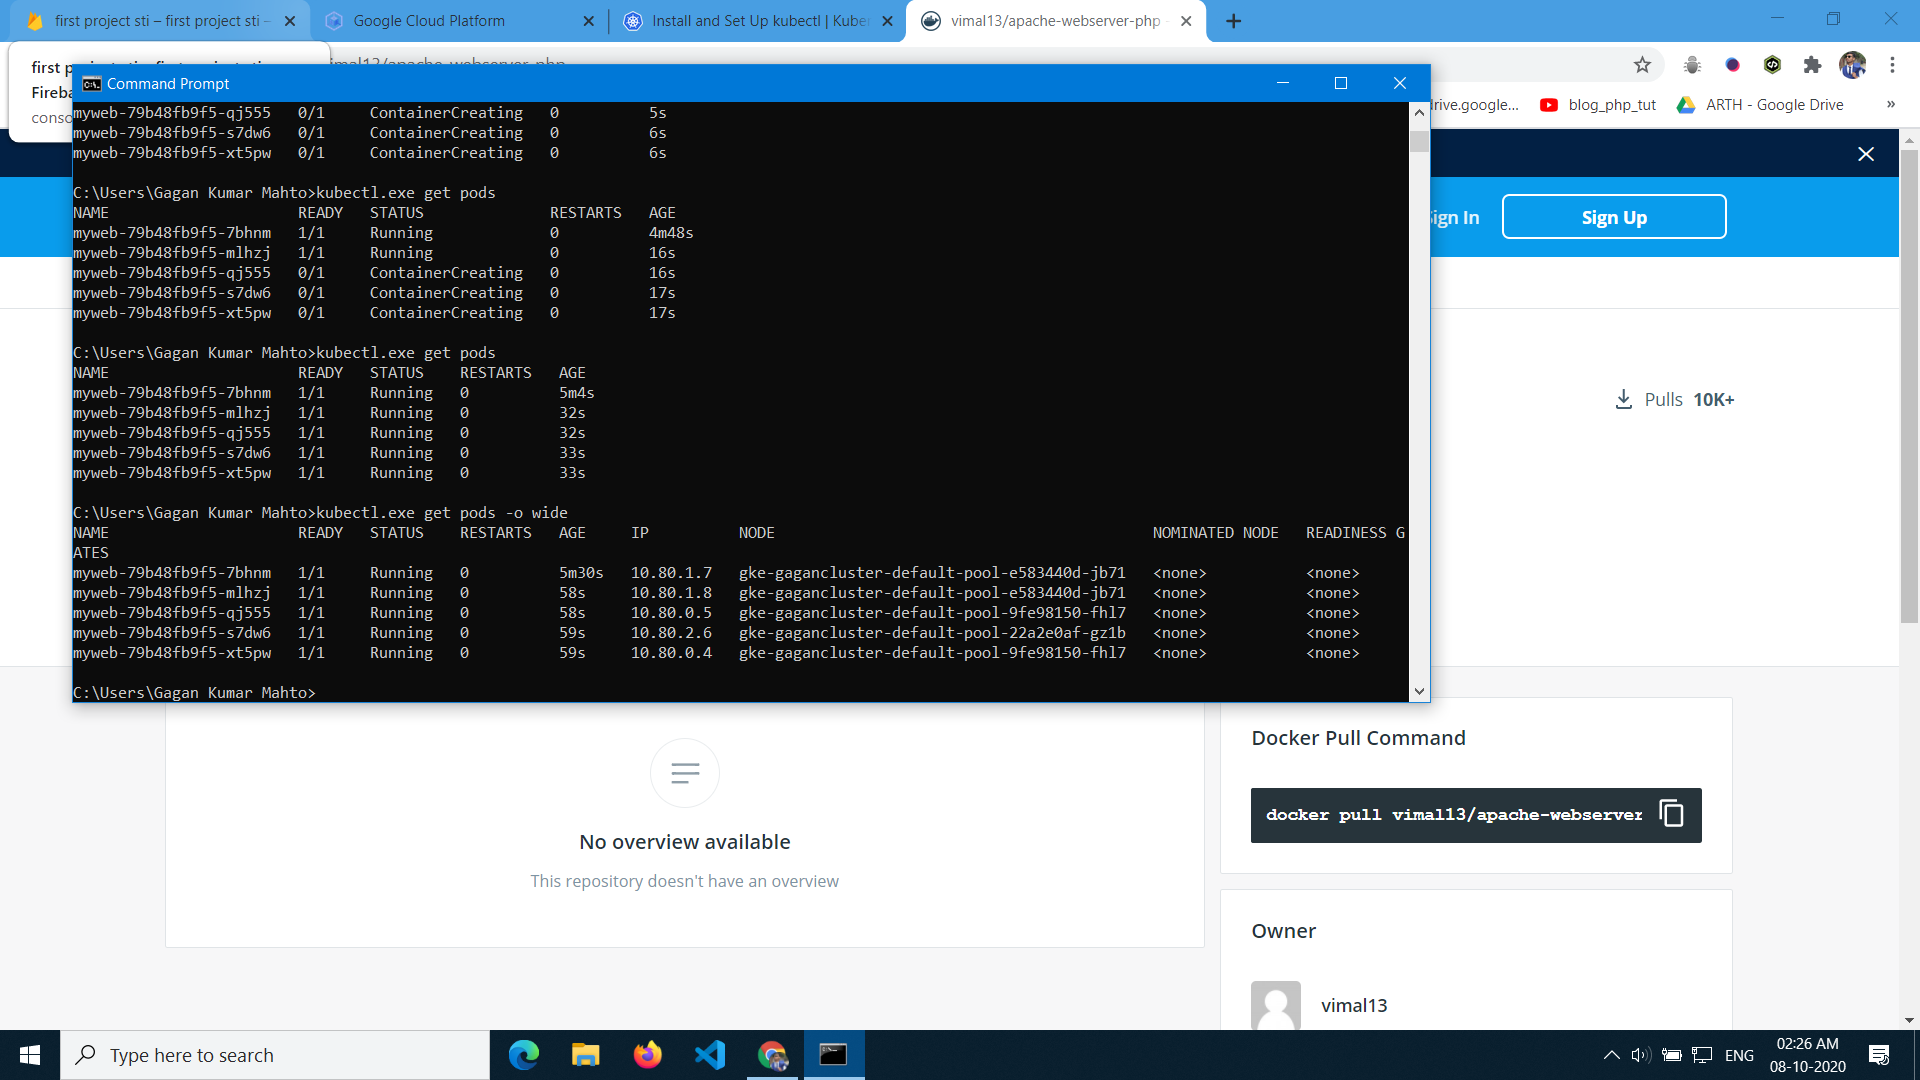 first project sti – first project sti –
Google Cloud Platform
Install and Set Up kubectl | Kube
vimal13/apache-webserver-php
Fireba
conso
drive.google...
blog_php_tut
ARTH - Google Drive
»
Command Prompt
myweb-79b48fb9f5-qj555   0/1     ContainerCreating   0          5s
myweb-79b48fb9f5-s7dw6   0/1     ContainerCreating   0          6s
myweb-79b48fb9f5-xt5pw   0/1     ContainerCreating   0          6s
C:\Users\Gagan Kumar Mahto>kubectl.exe get pods
NAME                     READY   STATUS              RESTARTS   AGE
myweb-79b48fb9f5-7bhnm   1/1     Running             0          4m48s
myweb-79b48fb9f5-mlhzj   1/1     Running             0          16s
myweb-79b48fb9f5-qj555   0/1     ContainerCreating   0          16s
myweb-79b48fb9f5-s7dw6   0/1     ContainerCreating   0          17s
myweb-79b48fb9f5-xt5pw   0/1     ContainerCreating   0          17s
C:\Users\Gagan Kumar Mahto>kubectl.exe get pods
NAME                     READY   STATUS    RESTARTS   AGE
myweb-79b48fb9f5-7bhnm   1/1     Running   0          5m4s
myweb-79b48fb9f5-mlhzj   1/1     Running   0          32s
myweb-79b48fb9f5-qj555   1/1     Running   0          32s
myweb-79b48fb9f5-s7dw6   1/1     Running   0          33s
myweb-79b48fb9f5-xt5pw   1/1     Running   0          33s
C:\Users\Gagan Kumar Mahto>kubectl.exe get pods -o wide
NAME                     READY   STATUS    RESTARTS   AGE     IP          NODE                                           NOMINATED NODE   READINESS G
ATES
myweb-79b48fb9f5-7bhnm   1/1     Running   0          5m30s   10.80.1.7   gke-gagancluster-default-pool-e583440d-jb71   <none>           <none>
myweb-79b48fb9f5-mlhzj   1/1     Running   0          58s     10.80.1.8   gke-gagancluster-default-pool-e583440d-jb71   <none>           <none>
myweb-79b48fb9f5-qj555   1/1     Running   0          58s     10.80.0.5   gke-gagancluster-default-pool-9fe98150-fhl7   <none>           <none>
myweb-79b48fb9f5-s7dw6   1/1     Running   0          59s     10.80.2.6   gke-gagancluster-default-pool-22a2e0af-gz1b   <none>           <none>
myweb-79b48fb9f5-xt5pw   1/1     Running   0          59s     10.80.0.4   gke-gagancluster-default-pool-9fe98150-fhl7   <none>           <none>
C:\Users\Gagan Kumar Mahto>
Sign In
Sign Up
Pulls 10K+
No overview available
This repository doesn't have an overview
Docker Pull Command
docker pull vimal13/apache-webserver
Owner
vimal13
Type here to search
ENG
02:26 AM
08-10-2020